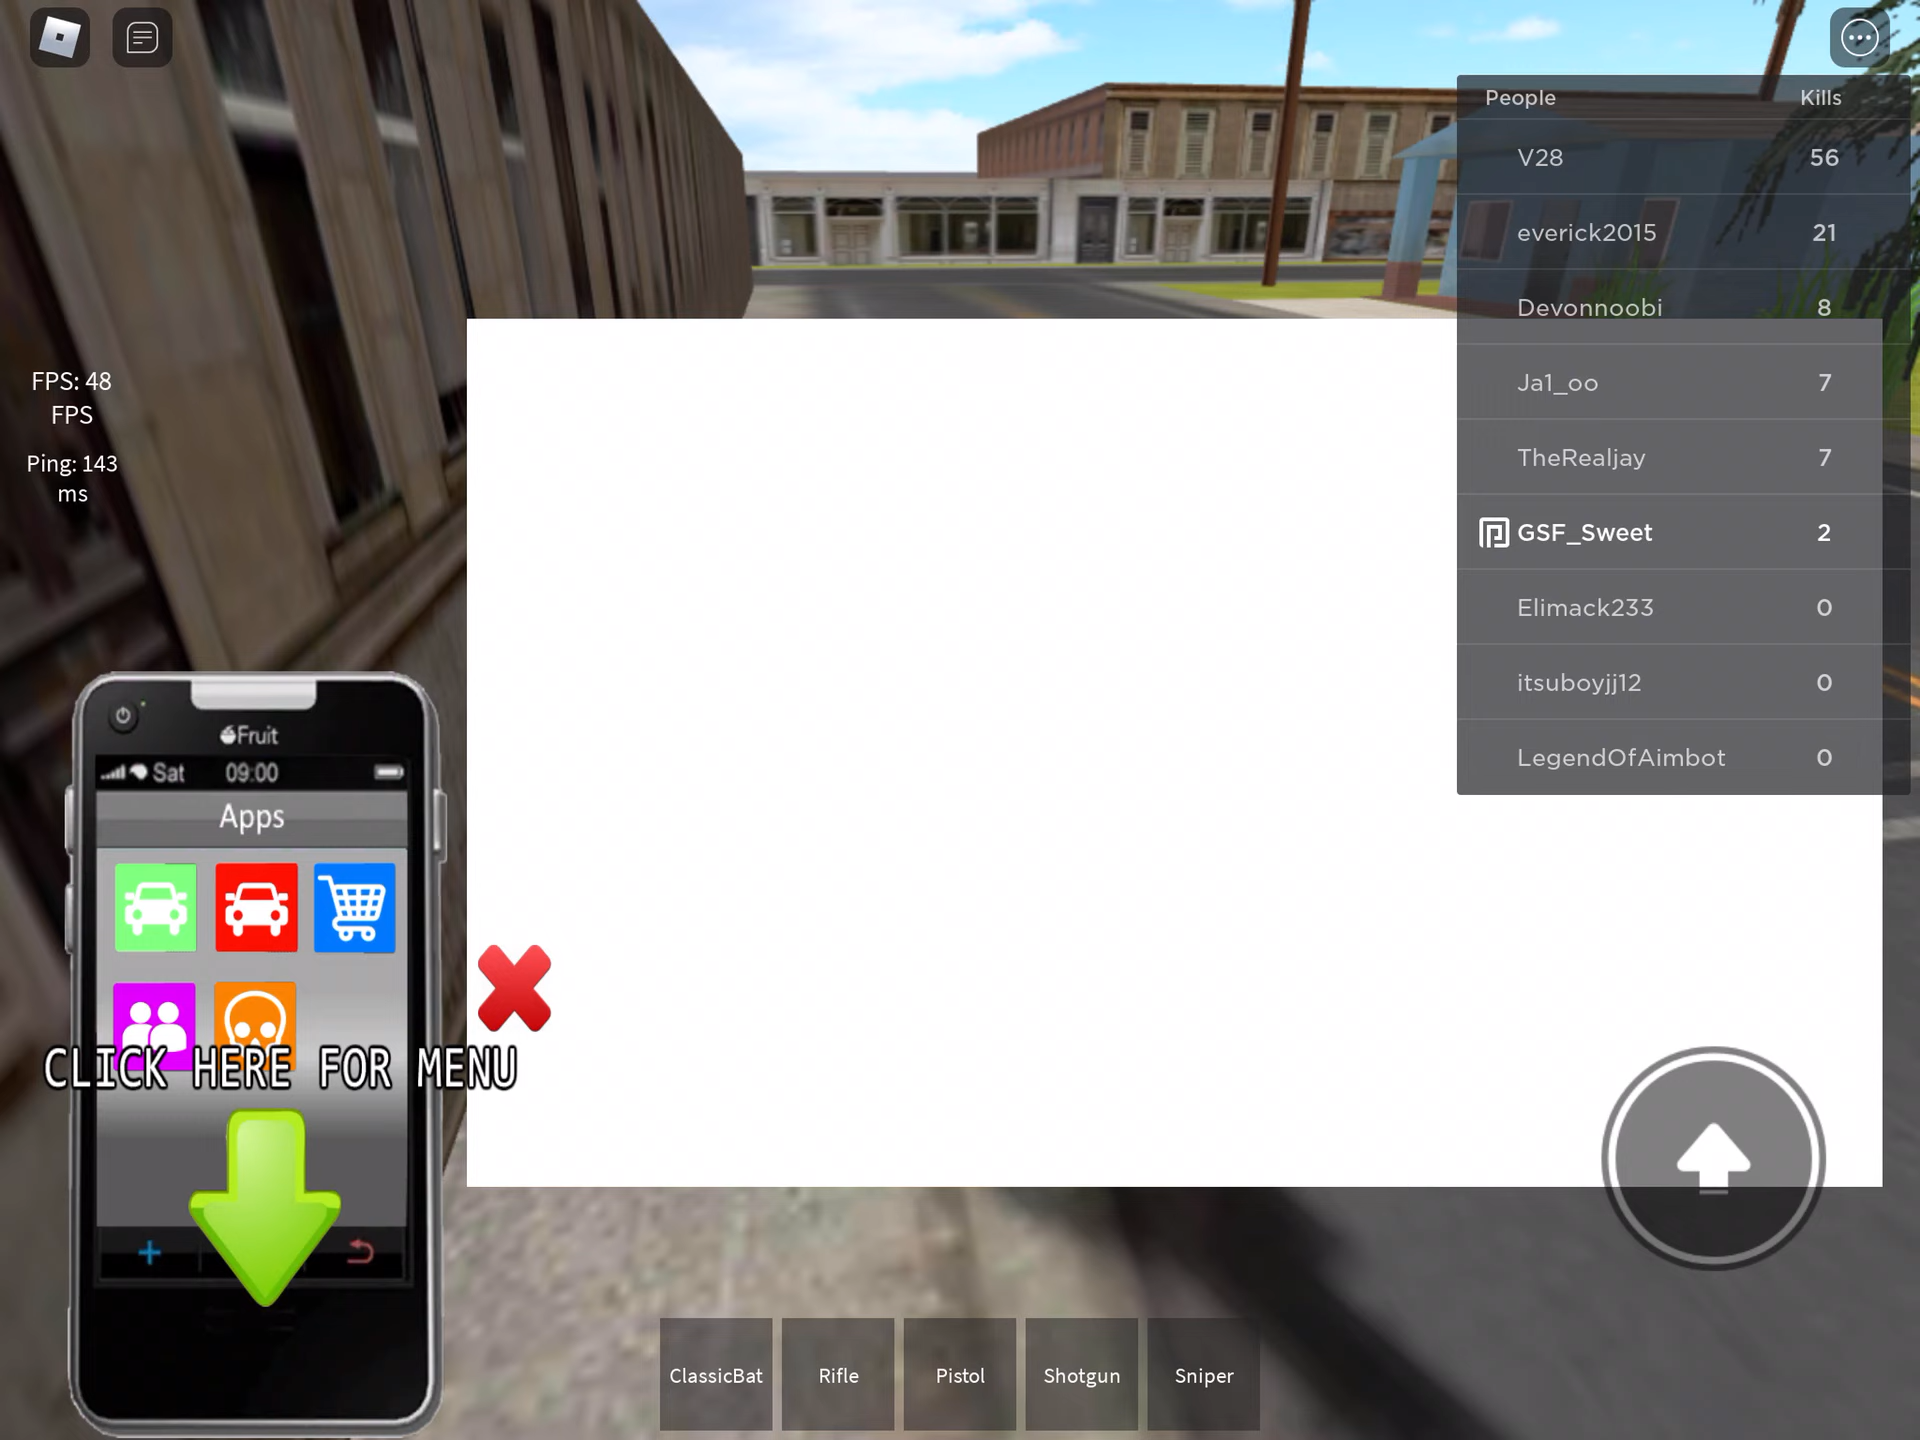 People Kills
V28 56
everick2015 21
Devonnoobi 8
Ja1_oo 7
TheRealjay 7
GSF_Sweet 2
Elimack233 0
itsuboyjj12 0
LegendOfAimbot 0
FPS: 48
FPS
Ping: 143
ms
Fruit
Sat 09:00
Apps
CLICK HERE FOR MENU
ClassicBat Rifle Pistol Shotgun Sniper